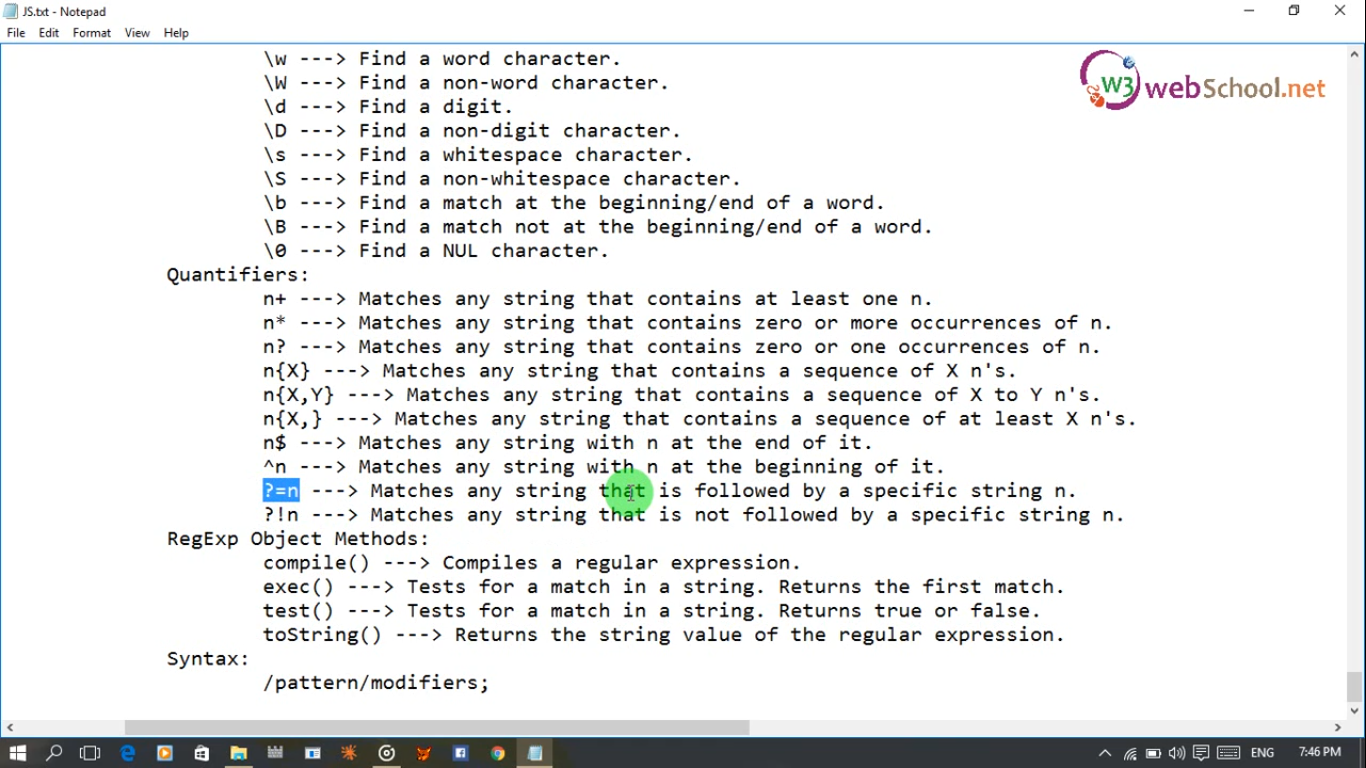 JS.txt - Notepad
File Edit Format View Help
W3 webSchool.net
\w ---> Find a word character.
\W ---> Find a non-word character.
\d ---> Find a digit.
\D ---> Find a non-digit character.
\s ---> Find a whitespace character.
\S ---> Find a non-whitespace character.
\b ---> Find a match at the beginning/end of a word.
\B ---> Find a match not at the beginning/end of a word.
\0 ---> Find a NUL character.
Quantifiers:
n+ ---> Matches any string that contains at least one n.
n* ---> Matches any string that contains zero or more occurrences of n.
n? ---> Matches any string that contains zero or one occurrences of n.
n{X} ---> Matches any string that contains a sequence of X n's.
n{X,Y} ---> Matches any string that contains a sequence of X to Y n's.
n{X,} ---> Matches any string that contains a sequence of at least X n's.
n$ ---> Matches any string with n at the end of it.
^n ---> Matches any string with n at the beginning of it.
?=n ---> Matches any string that is followed by a specific string n.
?!n ---> Matches any string that is not followed by a specific string n.
RegExp Object Methods:
compile() ---> Compiles a regular expression.
exec() ---> Tests for a match in a string. Returns the first match.
test() ---> Tests for a match in a string. Returns true or false.
toString() ---> Returns the string value of the regular expression.
Syntax:
/pattern/modifiers;
ENG 7:46 PM